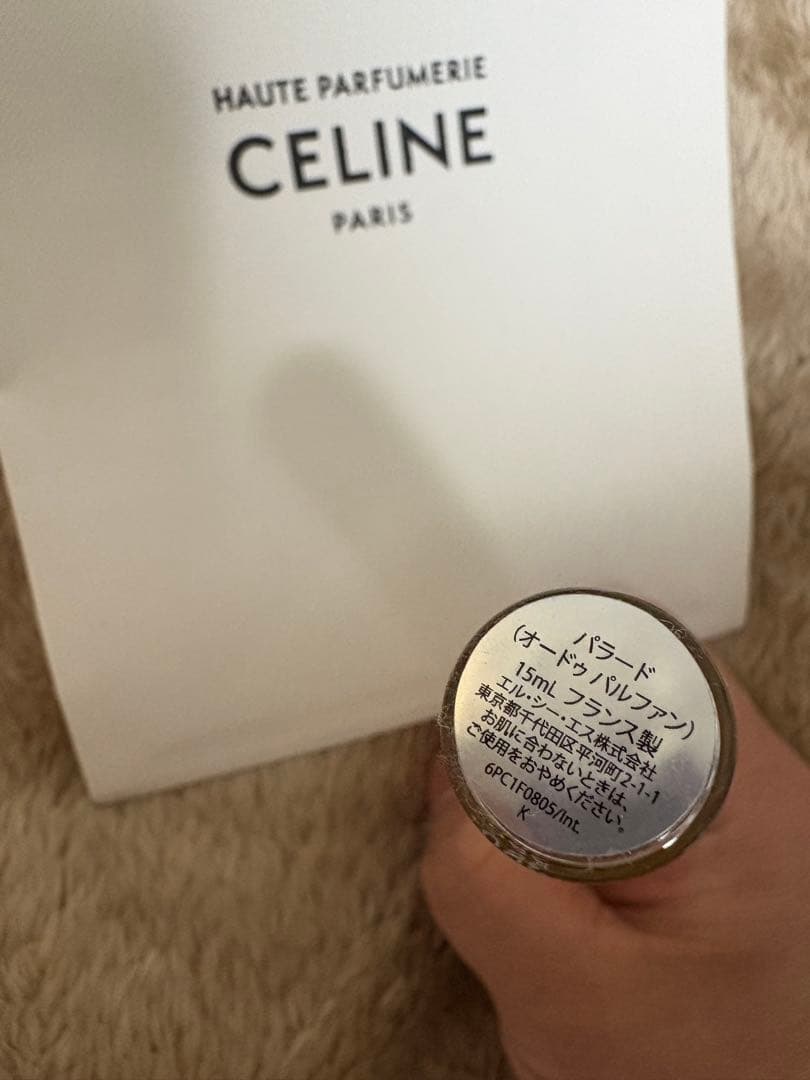 HAUTE PARFUMERIE
CELINE
PARIS
パラード
(オードゥ パルファン)
15mL フランス製
エル・シー・エス株式会社
東京都千代田区平河町2-1-1
お肌に合わないときは、
ご使用をおやめください。
6PC1F0805/Int.
K